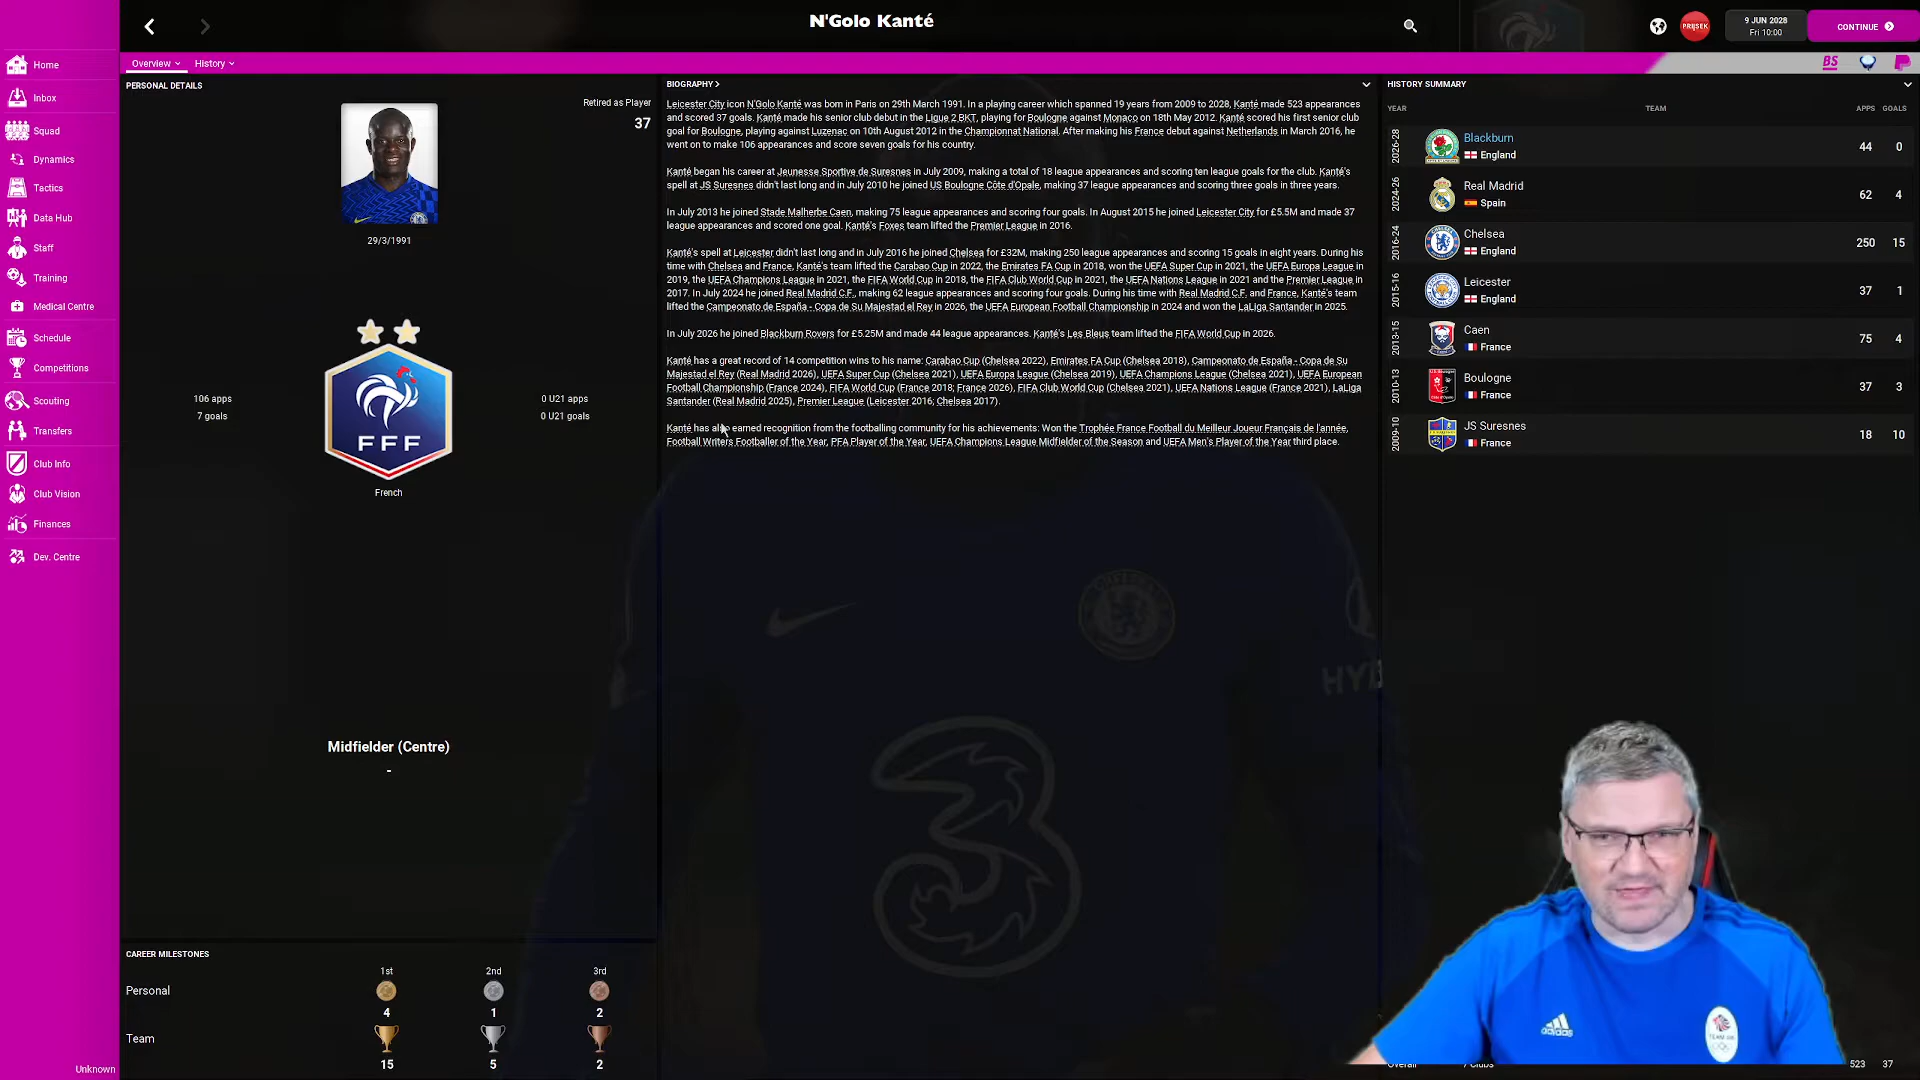 N'Golo Kanté
PRESEK
9 JUN 2028
Fri 10:00
CONTINUE
Overview
History
BS
Home
Inbox
Squad
Dynamics
Tactics
Data Hub
Staff
Training
Medical Centre
Schedule
Competitions
Scouting
Transfers
Club Info
Club Vision
Finances
Dev. Centre
Unknown
PERSONAL DETAILS
Retired as Player
37
29/3/1991
106 apps
7 goals
FFF
0 U21 apps
0 U21 goals
French
Midfielder (Centre)
-
CAREER MILESTONES
1st 2nd 3rd
Personal
4 1 2
Team
15 5 2
BIOGRAPHY
Leicester City icon N'Golo Kanté was born in Paris on 29th March 1991. In a playing career which spanned 19 years from 2009 to 2028, Kanté made 523 appearances
and scored 37 goals. Kanté made his senior club debut in the Ligue 2 BKT, playing for Boulogne against Monaco on 18th May 2012. Kanté scored his first senior club
goal for Boulogne, playing against Luzenac on 10th August 2012 in the Championnat National. After making his France debut against Netherlands in March 2016, he
went on to make 106 appearances and score seven goals for his country.
Kanté began his career at Jeunesse Sportive de Suresnes in July 2009, making a total of 18 league appearances and scoring ten league goals for the club. Kanté's
spell at JS Suresnes didn't last long and in July 2010 he joined US Boulogne Côte d'Opale, making 37 league appearances and scoring three goals in three years.
In July 2013 he joined Stade Malherbe Caen, making 75 league appearances and scoring four goals. In August 2015 he joined Leicester City for £5.5M and made 37
league appearances and scored one goal. Kanté's Foxes team lifted the Premier League in 2016.
Kanté's spell at Leicester didn't last long and in July 2016 he joined Chelsea for £32M, making 250 league appearances and scoring 15 goals in eight years. During his
time with Chelsea and France, Kanté's team lifted the Carabao Cup in 2022, the Emirates FA Cup in 2018, won the UEFA Super Cup in 2021, the UEFA Europa League in
2019, the UEFA Champions League in 2021, the FIFA World Cup in 2018, the FIFA Club World Cup in 2021, the UEFA Nations League in 2021 and the Premier League in
2017. In July 2024 he joined Real Madrid C.F., making 62 league appearances and scoring four goals. During his time with Real Madrid C.F. and France, Kanté's team
lifted the Campeonato de España - Copa de Su Majestad el Rey in 2026, the UEFA European Football Championship in 2024 and won the LaLiga Santander in 2025.
In July 2026 he joined Blackburn Rovers for £5.25M and made 44 league appearances. Kanté's Les Bleus team lifted the FIFA World Cup in 2026.
Kanté has a great record of 14 competition wins to his name: Carabao Cup (Chelsea 2022), Emirates FA Cup (Chelsea 2018), Campeonato de España - Copa de Su
Majestad el Rey (Real Madrid 2026), UEFA Super Cup (Chelsea 2021), UEFA Europa League (Chelsea 2019), UEFA Champions League (Chelsea 2021), UEFA European
Football Championship (France 2024), FIFA World Cup (France 2018; France 2026), FIFA Club World Cup (Chelsea 2021), UEFA Nations League (France 2021), LaLiga
Santander (Real Madrid 2025), Premier League (Leicester 2016; Chelsea 2017).
Kanté has also earned recognition from the footballing community for his achievements: Won the Trophée France Football du Meilleur Joueur Français de l'année,
Football Writers Footballer of the Year, PFA Player of the Year, UEFA Champions League Midfielder of the Season and UEFA Men's Player of the Year third place.
3
HISTORY SUMMARY
YEAR TEAM APPS GOALS
2026-28 Blackburn 44 0
England
2024-26 Real Madrid 62 4
Spain
2016-24 Chelsea 250 15
England
2015-16 Leicester 37 1
England
2013-15 Caen 75 4
France
2010-13 Boulogne 37 3
France
2009-10 JS Suresnes 18 10
France
adidas
TEAM GB
Overall 7 Clubs 523 37